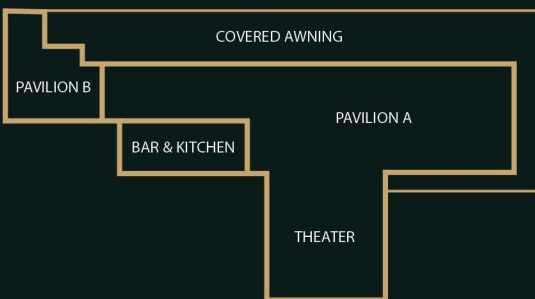 COVERED AWNING
PAVILION B
PAVILION A
BAR & KITCHEN
THEATER